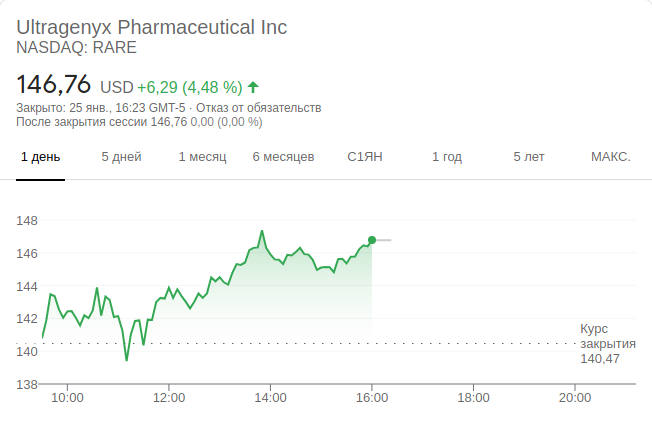 Ultragenyx Pharmaceutical Inc
NASDAQ: RARE
146,76 USD +6,29 (4,48 %)
Закрыто: 25 янв., 16:23 GMT-5 · Отказ от обязательств
После закрытия сессии 146,76 0,00 (0,00 %)
1 день 5 дней 1 месяц 6 месяцев С1ЯН 1 год 5 лет МАКС.
148
146
144
142
140
138
Курс
закрытия
140,47
10:00 12:00 14:00 16:00 18:00 20:00